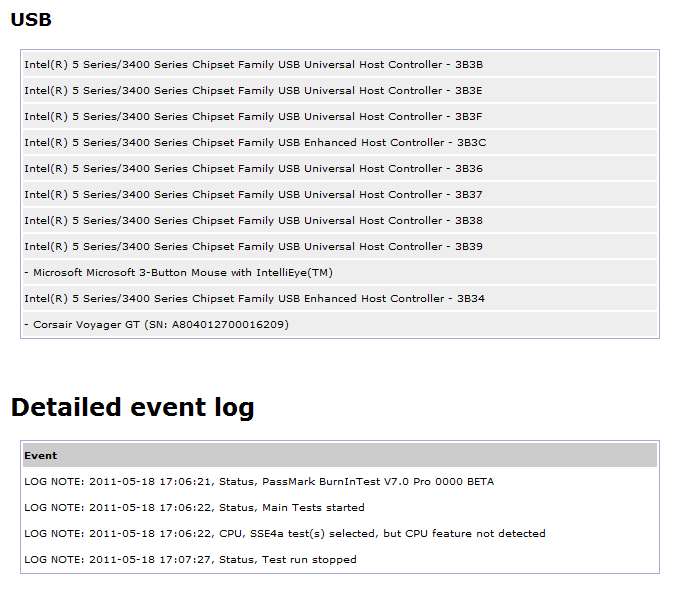 USB
Intel(R) 5 Series/3400 Series Chipset Family USB Universal Host Controller - 3B3B
Intel(R) 5 Series/3400 Series Chipset Family USB Universal Host Controller - 3B3E
Intel(R) 5 Series/3400 Series Chipset Family USB Universal Host Controller - 3B3F
Intel(R) 5 Series/3400 Series Chipset Family USB Enhanced Host Controller - 3B3C
Intel(R) 5 Series/3400 Series Chipset Family USB Universal Host Controller - 3B36
Intel(R) 5 Series/3400 Series Chipset Family USB Universal Host Controller - 3B37
Intel(R) 5 Series/3400 Series Chipset Family USB Universal Host Controller - 3B38
Intel(R) 5 Series/3400 Series Chipset Family USB Universal Host Controller - 3B39
- Microsoft Microsoft 3-Button Mouse with IntelliEye(TM)
Intel(R) 5 Series/3400 Series Chipset Family USB Enhanced Host Controller - 3B34
- Corsair Voyager GT (SN: A804012700016209)
Detailed event log
Event
LOG NOTE: 2011-05-18 17:06:21, Status, PassMark BurnInTest V7.0 Pro 0000 BETA
LOG NOTE: 2011-05-18 17:06:22, Status, Main Tests started
LOG NOTE: 2011-05-18 17:06:22, CPU, SSE4a test(s) selected, but CPU feature not detected
LOG NOTE: 2011-05-18 17:07:27, Status, Test run stopped